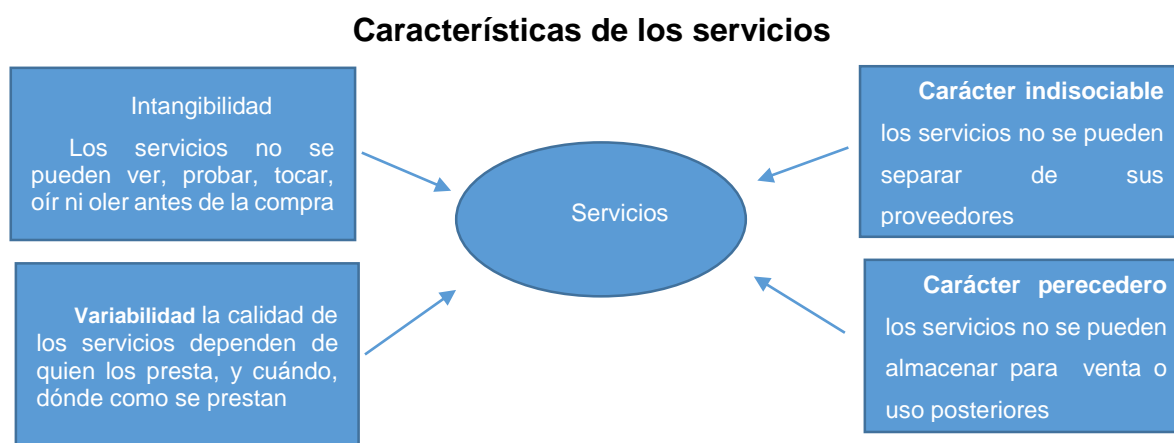 Características de los servicios
Intangibilidad
Los servicios no se
pueden ver, probar, tocar,
oír ni oler antes de la compra
Carácter indisociable
los servicios no se pueden
separar de sus
proveedores
Servicios
Variabilidad la calidad de
los servicios dependen de
quien los presta, y cuándo,
dónde como se prestan
Carácter perecedero
los servicios no se pueden
almacenar para venta o
uso posteriores